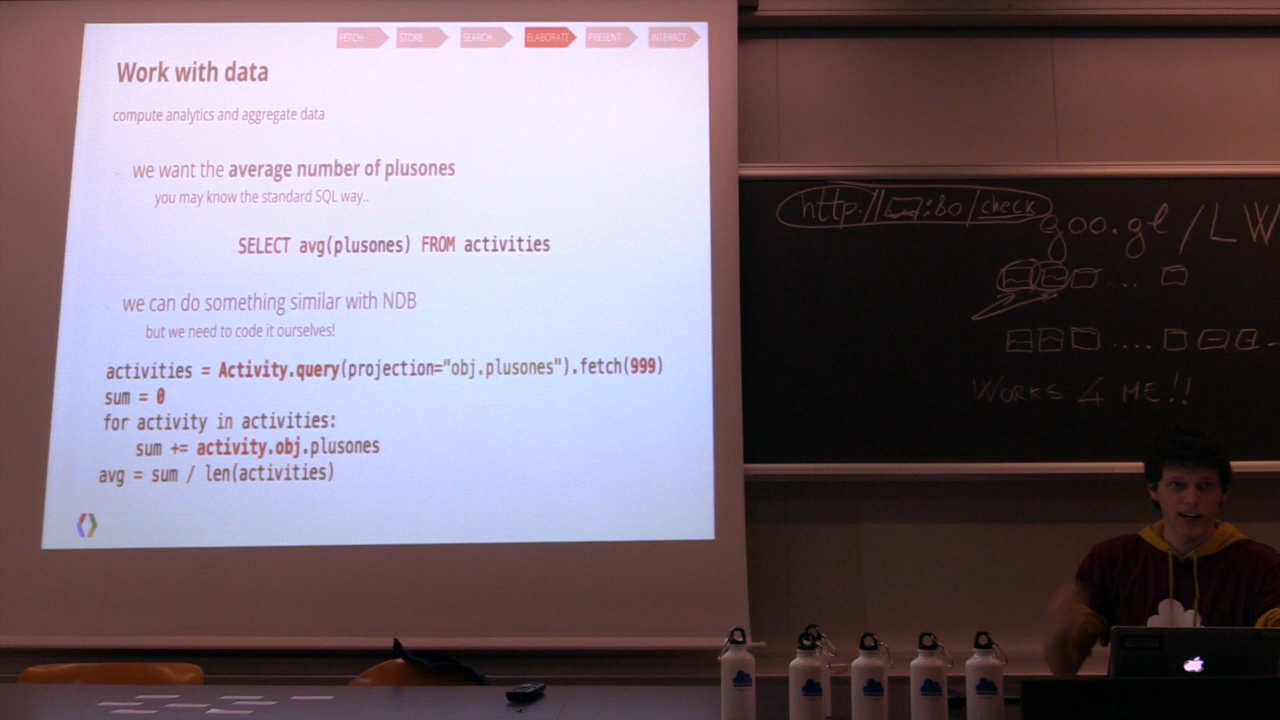 FETCH STORE SEARCH ELABORATE PRESENT INTERACT
Work with data
compute analytics and aggregate data
we want the average number of plusones
you may know the standard SQL way..
SELECT avg(plusones) FROM activities
we can do something similar with NDB
but we need to code it ourselves!
activities = Activity.query(projection="obj.plusones").fetch(999)
sum = 0
for activity in activities:
    sum += activity.obj.plusones
avg = sum / len(activities)
http://▭:80/check
goo.gl/LW
WORKS 4 ME!!